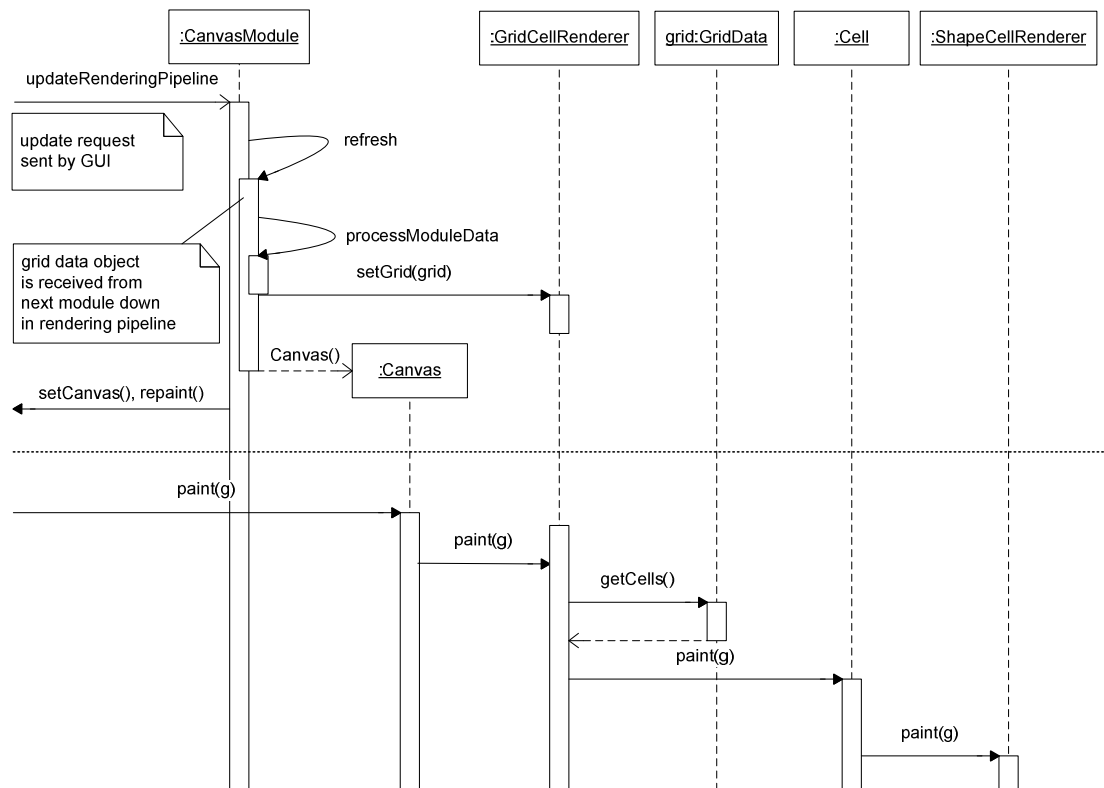 :CanvasModule
:GridCellRenderer
grid:GridData
:Cell
:ShapeCellRenderer
updateRenderingPipeline
update request
sent by GUI
refresh
processModuleData
grid data object
is received from
next module down
in rendering pipeline
setGrid(grid)
Canvas()
:Canvas
setCanvas(), repaint()
paint(g)
paint(g)
getCells()
paint(g)
paint(g)